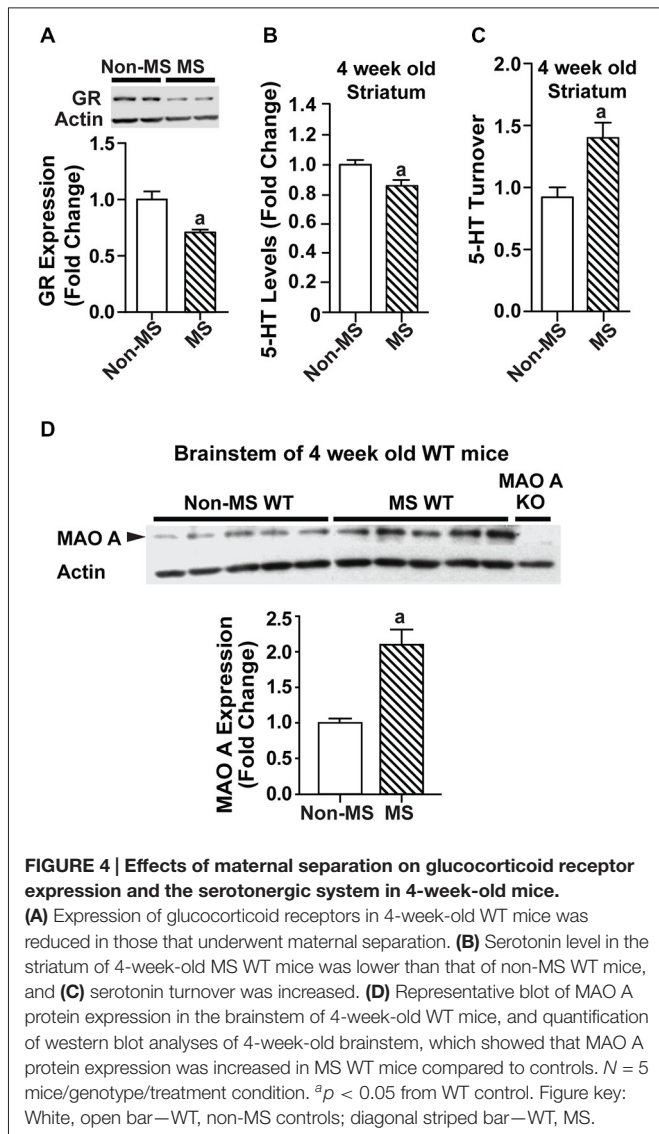 A
Non-MS MS
GR
Actin
GR Expression
(Fold Change)
1.5
1.0
0.5
0.0
a
Non-MS
MS
B
4 week old
Striatum
5-HT Levels (Fold Change)
1.4
1.2
1.0
0.8
0.6
0.4
0.2
0
a
Non-MS
MS
C
4 week old
Striatum
5-HT Turnover
2.0
1.5
1.0
0.5
0.0
a
Non-MS
MS
D
Brainstem of 4 week old WT mice
Non-MS WT
MS WT
MAO A
KO
MAO A
Actin
MAO A Expression
(Fold Change)
2.5
2.0
1.5
1.0
0.5
0.0
a
Non-MS
MS
FIGURE 4 | Effects of maternal separation on glucocorticoid receptor
expression and the serotonergic system in 4-week-old mice.
(A) Expression of glucocorticoid receptors in 4-week-old WT mice was
reduced in those that underwent maternal separation. (B) Serotonin level in the
striatum of 4-week-old MS WT mice was lower than that of non-MS WT mice,
and (C) serotonin turnover was increased. (D) Representative blot of MAO A
protein expression in the brainstem of 4-week-old WT mice, and quantification
of western blot analyses of 4-week-old brainstem, which showed that MAO A
protein expression was increased in MS WT mice compared to controls. N = 5
mice/genotype/treatment condition. ᵃp < 0.05 from WT control. Figure key:
White, open bar—WT, non-MS controls; diagonal striped bar—WT, MS.